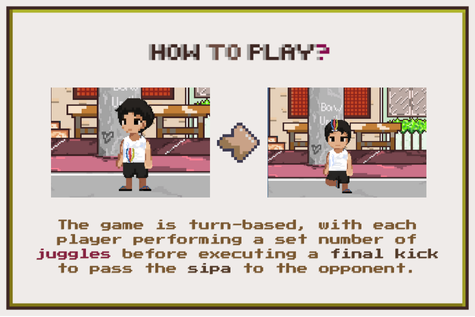 HOW TO PLAY?
The game is turn-based, with each
player performing a set number of
juggles before executing a final kick
to pass the sipa to the opponent.